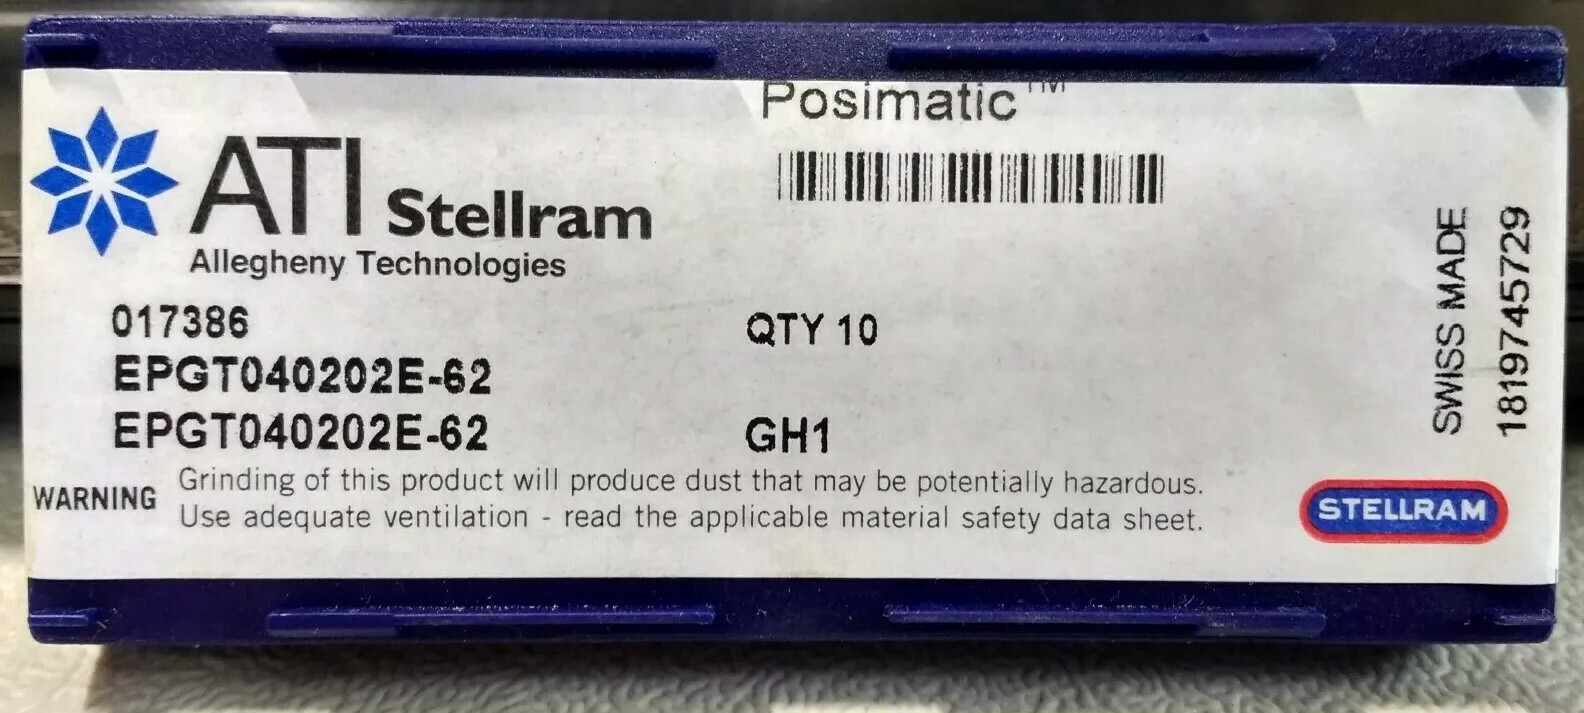 Posimatic™
ATI Stellram
Allegheny Technologies
017386
QTY 10
EPGT040202E-62
EPGT040202E-62
GH1
WARNING
Grinding of this product will produce dust that may be potentially hazardous.
Use adequate ventilation - read the applicable material safety data sheet.
SWISS MADE
1819745729
STELLRAM